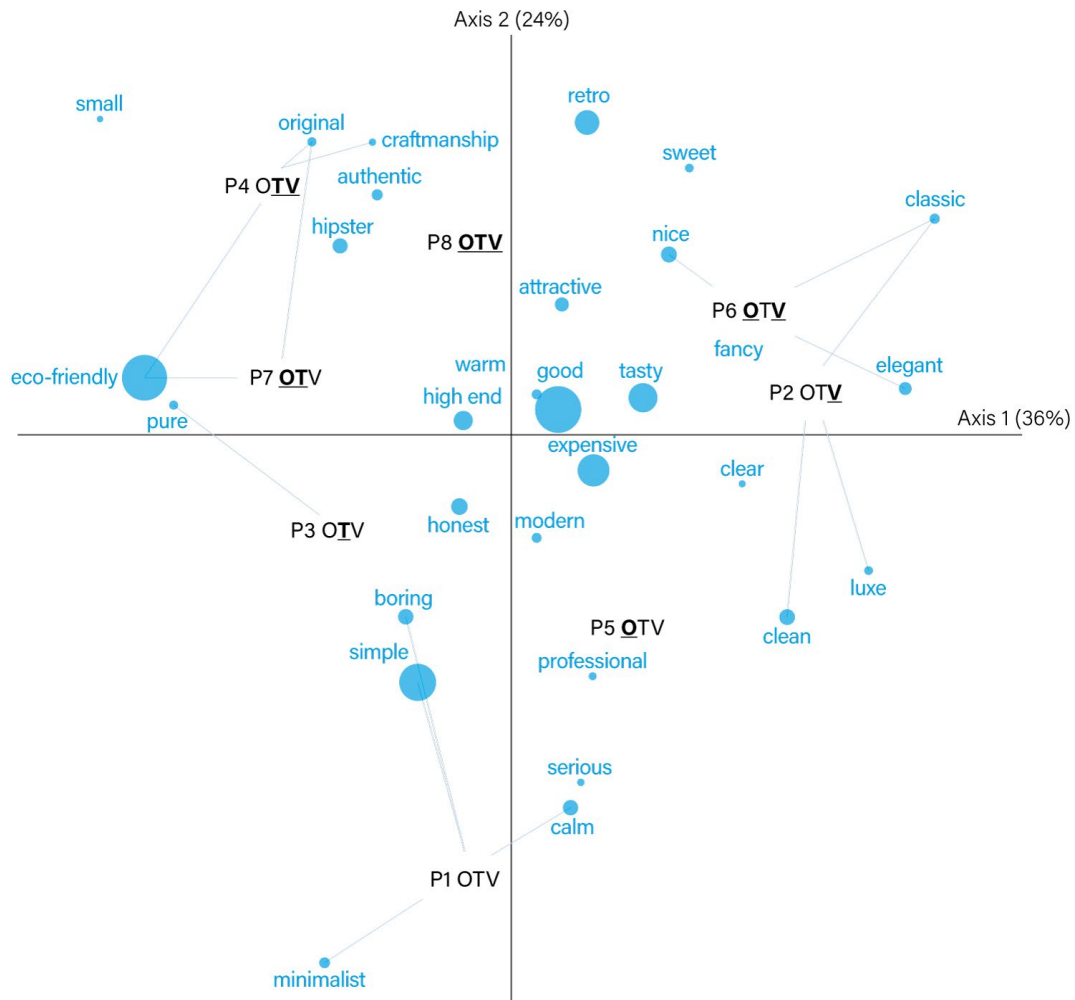 Axis 2 (24%)
small
retro
original
craftmanship
sweet
authentic
P4 OTV
classic
hipster
nice
P8 OTV
attractive
P6 OTV
fancy
warm
elegant
eco-friendly
P7 OTV
good
tasty
high end
P2 OTV
pure
Axis 1 (36%)
expensive
clear
honest
modern
P3 OTV
luxe
boring
P5 OTV
clean
simple
professional
serious
calm
P1 OTV
minimalist